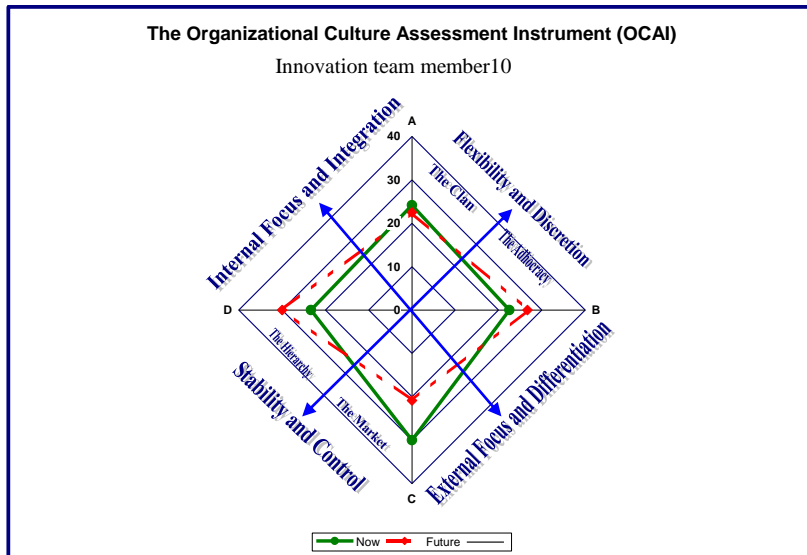 The Organizational Culture Assessment Instrument (OCAI)
Innovation team member10
A
40
30
20
10
0
B
C
D
Internal Focus and Integration
Flexibility and Discretion
The Clan
The Adhocracy
The Hierarchy
The Market
Stability and Control
External Focus and Differentiation
Now
Future